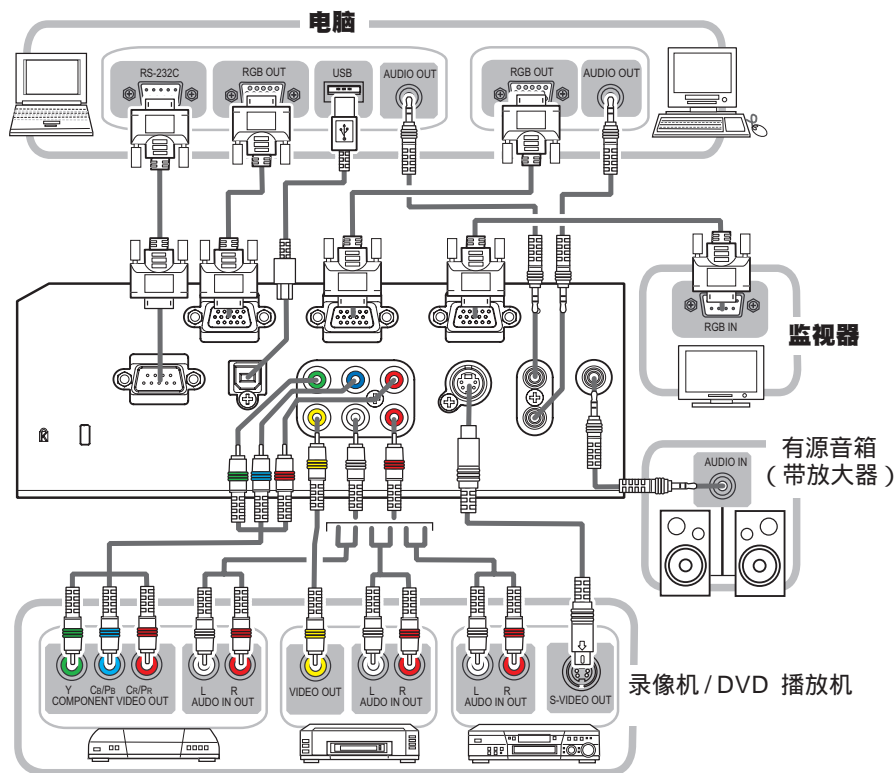 电脑
RS-232C
RGB OUT
USB
AUDIO OUT
RGB OUT
AUDIO OUT
RGB IN
监视器
K
有源音箱
（带放大器）
AUDIO IN
Y CB/PB CR/PR
COMPONENT VIDEO OUT
L R
AUDO IN OUT
VIDEO OUT
L R
AUDO IN OUT
L R
AUDO IN OUT
S-VIDEO OUT
录像机/DVD 播放机